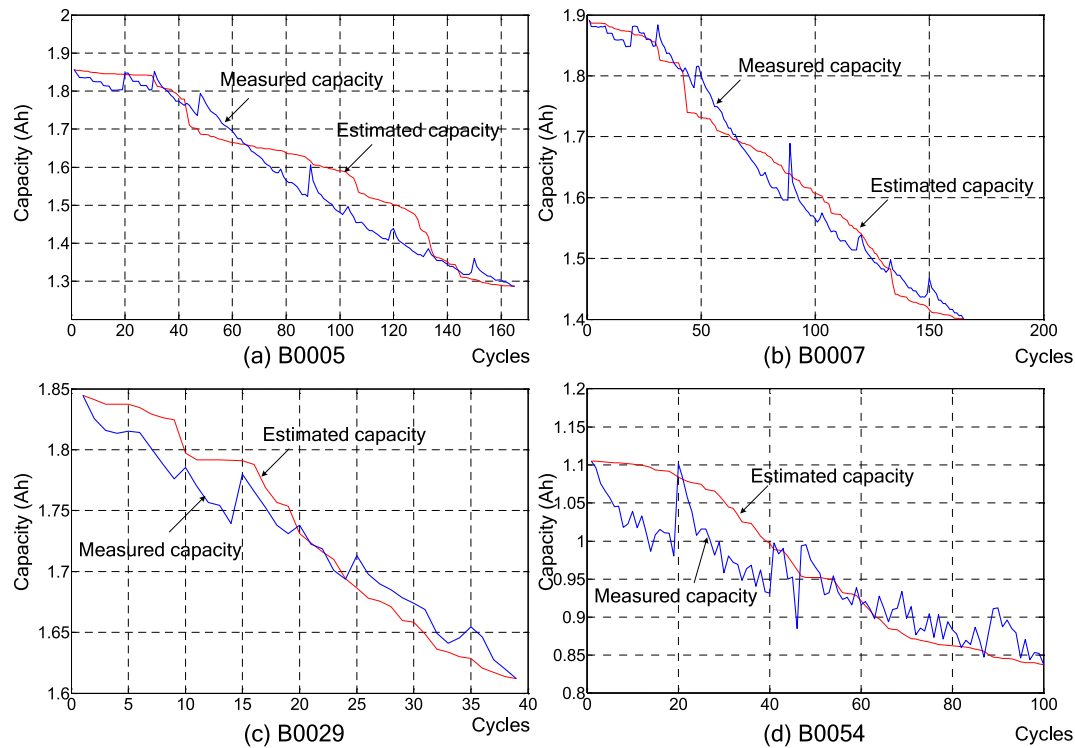 2
1.9
1.8
1.7
1.6
1.5
1.4
1.3
Capacity (Ah)
Measured capacity
Estimated capacity
0 20 40 60 80 100 120 140 160
(a) B0005
Cycles
1.9
1.8
1.7
1.6
1.5
1.4
Capacity (Ah)
Measured capacity
Estimated capacity
0 50 100 150 200
(b) B0007
Cycles
1.85
1.8
1.75
1.7
1.65
1.6
Capacity (Ah)
Estimated capacity
Measured capacity
0 5 10 15 20 25 30 35 40
(c) B0029
Cycles
1.2
1.15
1.1
1.05
1
0.95
0.9
0.85
0.8
Capacity (Ah)
Estimated capacity
Measured capacity
0 20 40 60 80 100
(d) B0054
Cycles